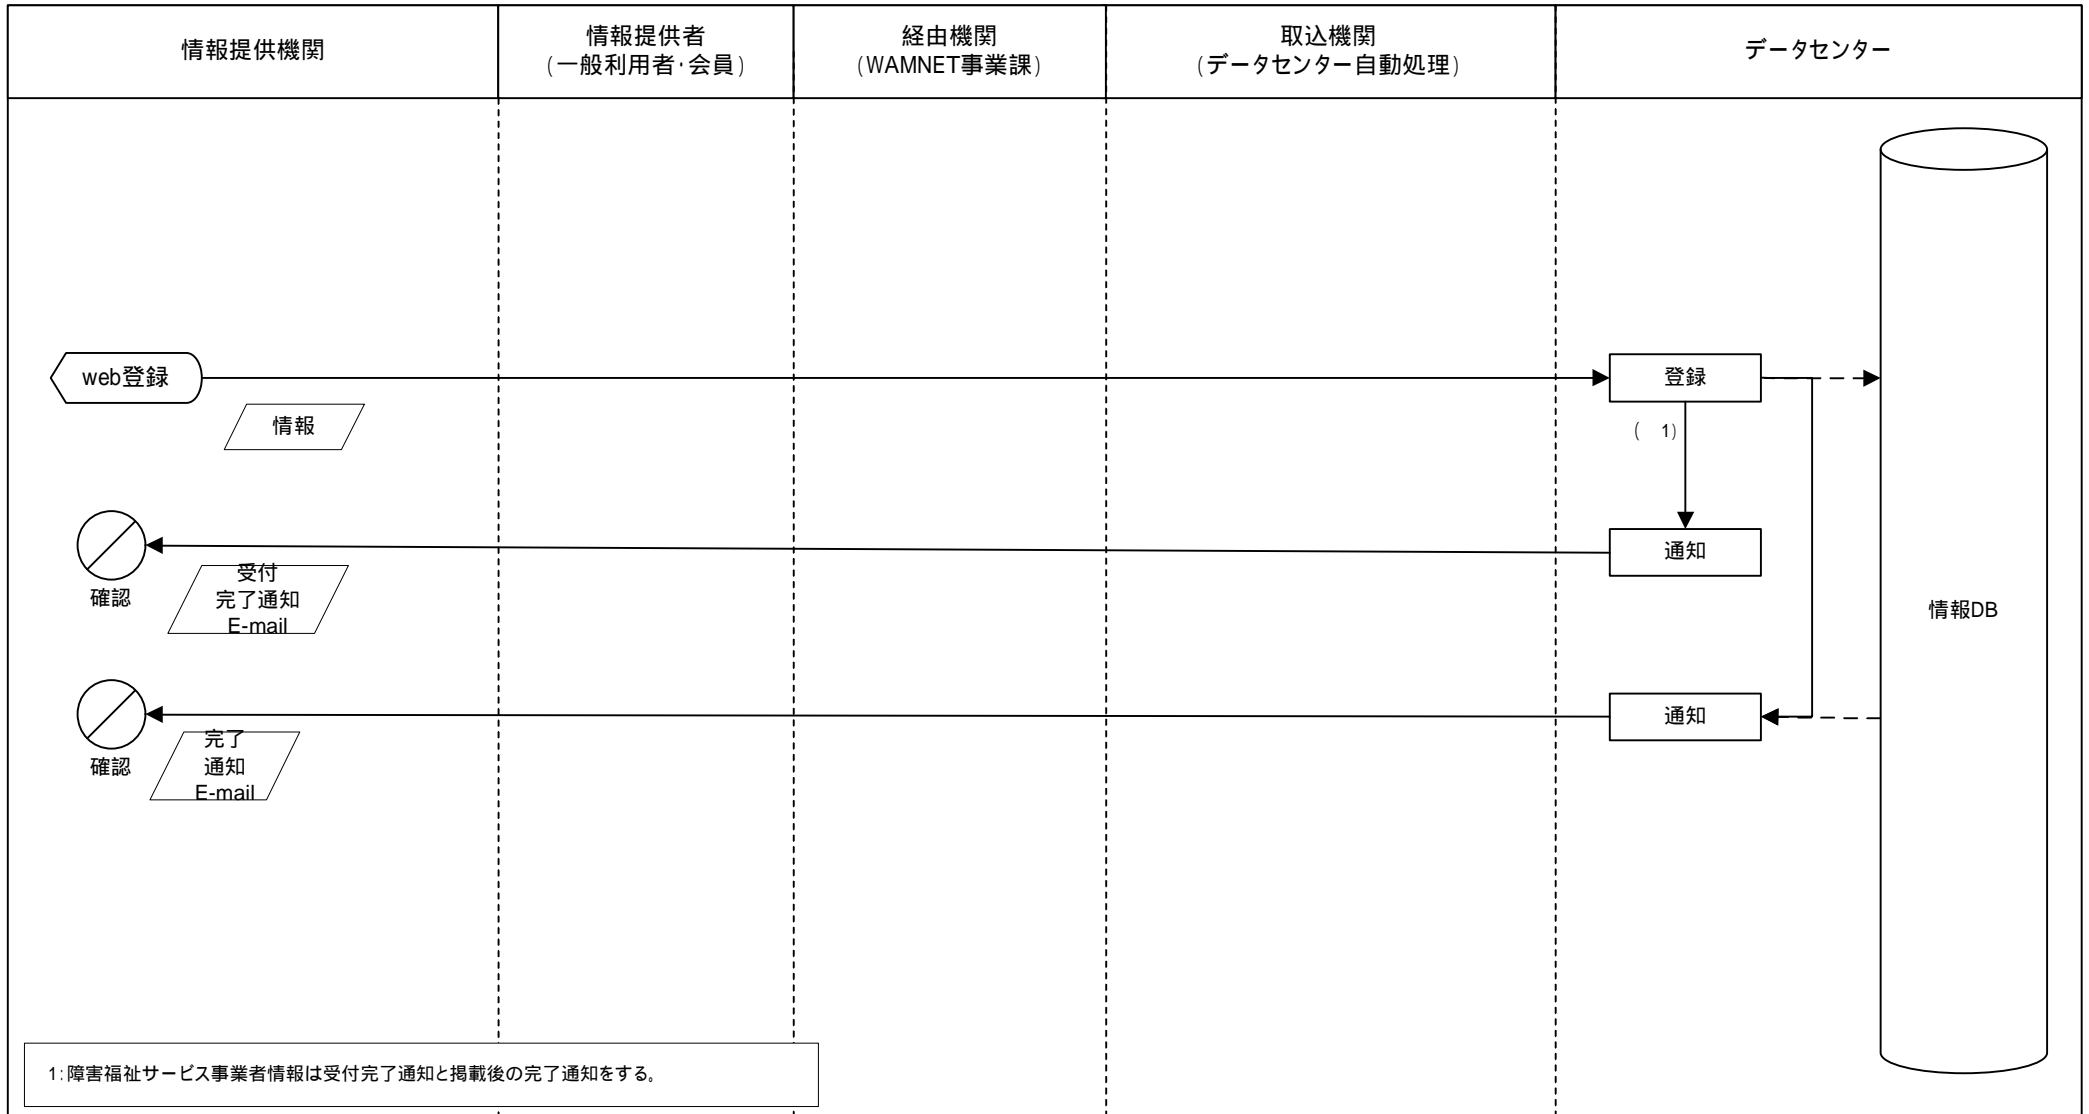 情報提供機関
情報提供者
(一般利用者・会員)
経由機関
(WAMNET事業課)
取込機関
(データセンター自動処理)
データセンター
web登録
登録
情報
( 1)
確認
受付
完了通知
E-mail
通知
情報DB
確認
完了
通知
E-mail
通知
1:障害福祉サービス事業者情報は受付完了通知と掲載後の完了通知をする。